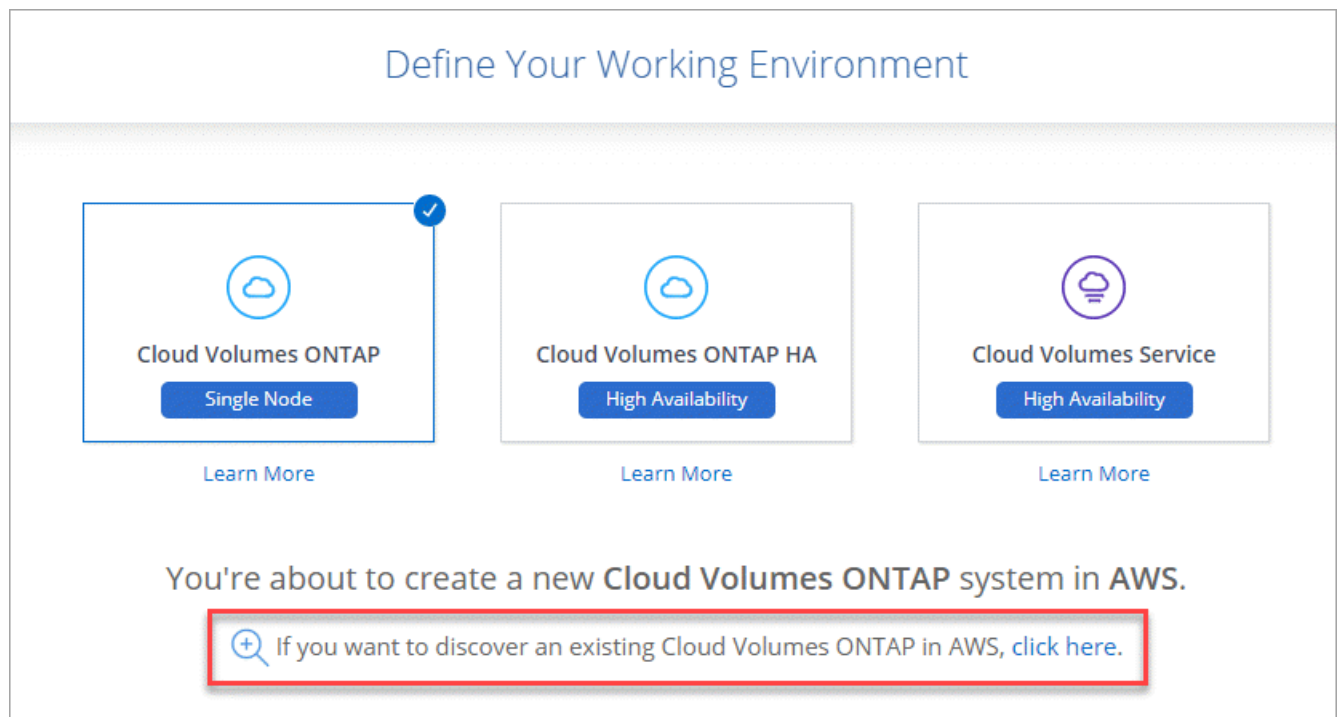 Define Your Working Environment
Cloud Volumes ONTAP
Single Node
Learn More
Cloud Volumes ONTAP HA
High Availability
Learn More
Cloud Volumes Service
High Availability
Learn More
You're about to create a new Cloud Volumes ONTAP system in AWS.
If you want to discover an existing Cloud Volumes ONTAP in AWS, click here.